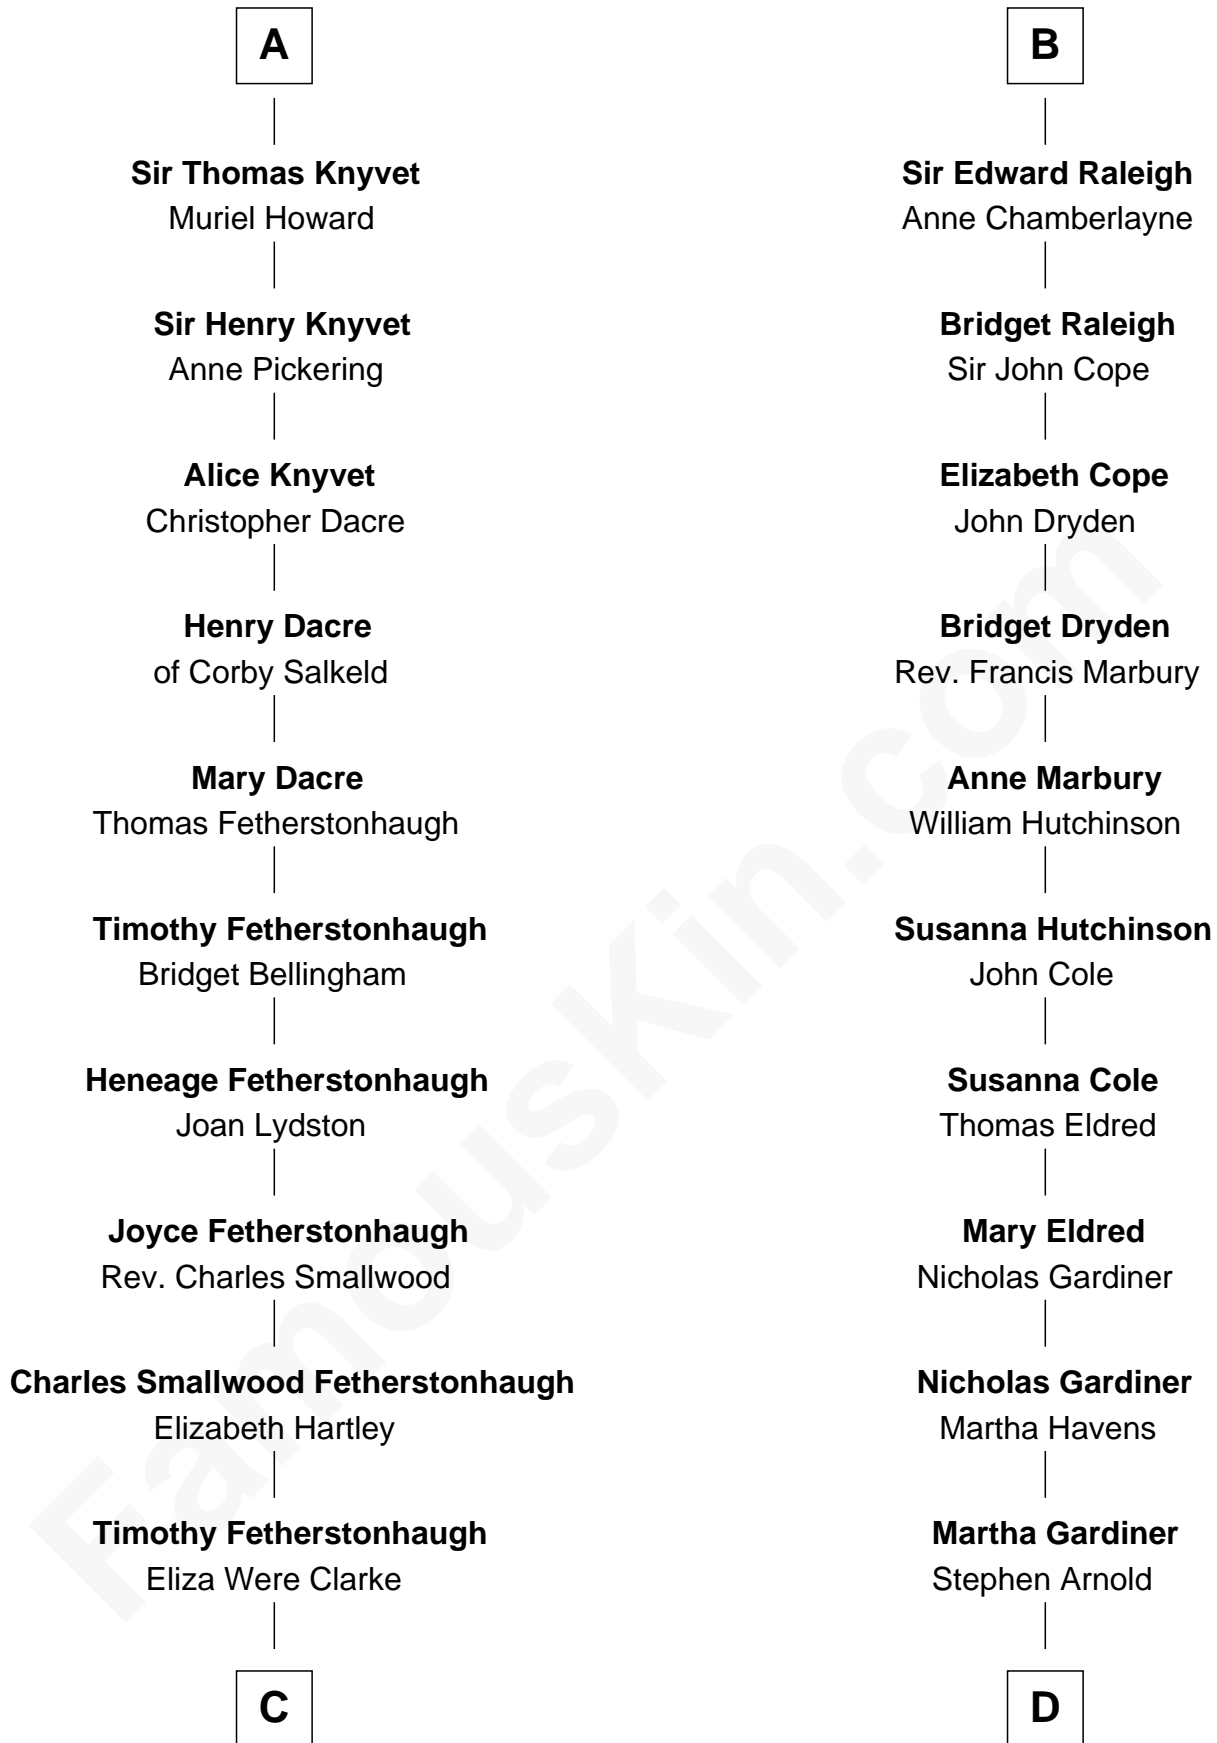 A
Sir Thomas Knyvet
Muriel Howard
Sir Henry Knyvet
Anne Pickering
Alice Knyvet
Christopher Dacre
Henry Dacre
of Corby Salkeld
Mary Dacre
Thomas Fetherstonhaugh
Timothy Fetherstonhaugh
Bridget Bellingham
Heneage Fetherstonhaugh
Joan Lydston
Joyce Fetherstonhaugh
Rev. Charles Smallwood
Charles Smallwood Fetherstonhaugh
Elizabeth Hartley
Timothy Fetherstonhaugh
Eliza Were Clarke
C
B
Sir Edward Raleigh
Anne Chamberlayne
Bridget Raleigh
Sir John Cope
Elizabeth Cope
John Dryden
Bridget Dryden
Rev. Francis Marbury
Anne Marbury
William Hutchinson
Susanna Hutchinson
John Cole
Susanna Cole
Thomas Eldred
Mary Eldred
Nicholas Gardiner
Nicholas Gardiner
Martha Havens
Martha Gardiner
Stephen Arnold
D
FamousKin.com